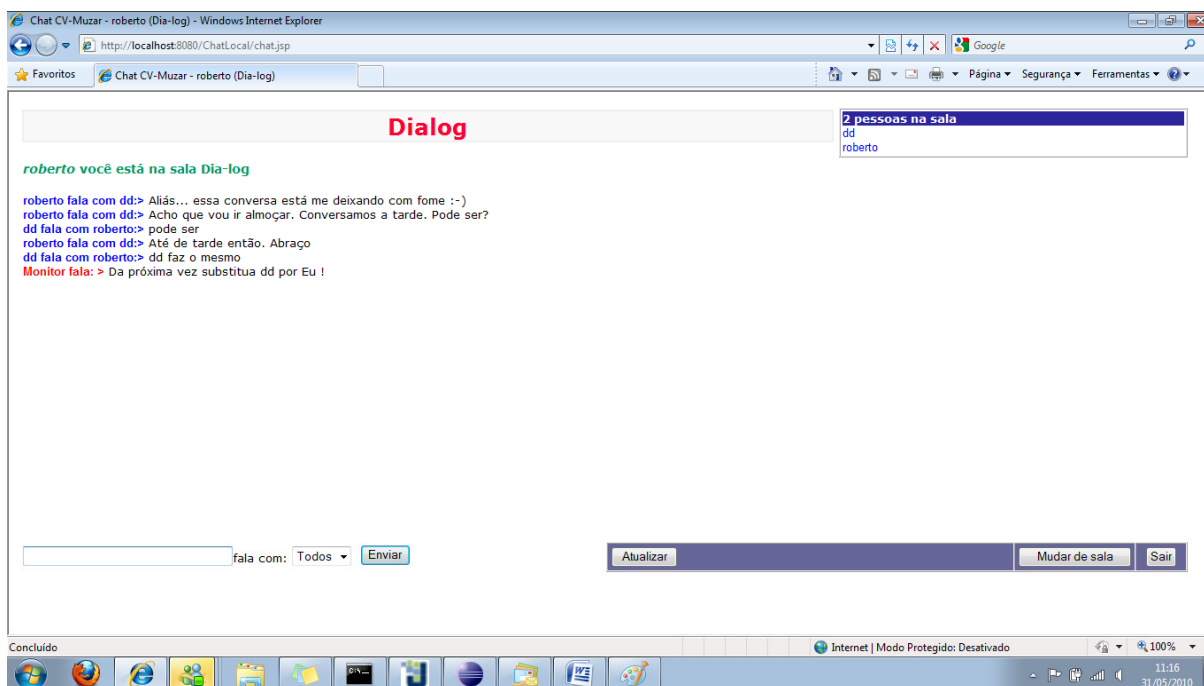 Chat CV-Muzar - roberto (Dia-log) - Windows Internet Explorer
http://localhost:8080/ChatLocal/chat.jsp
Google
Favoritos
Chat CV-Muzar - roberto (Dia-log)
Página
Segurança
Ferramentas
Dialog
2 pessoas na sala
dd
roberto
roberto você está na sala Dia-log
roberto fala com dd:> Aliás... essa conversa está me deixando com fome :-)
roberto fala com dd:> Acho que vou ir almoçar. Conversamos a tarde. Pode ser?
dd fala com roberto:> pode ser
roberto fala com dd:> Até de tarde então. Abraço
dd fala com roberto:> dd faz o mesmo
Monitor fala: > Da próxima vez substitua dd por Eu !
fala com: Todos Enviar
Atualizar
Mudar de sala
Sair
Concluído
Internet | Modo Protegido: Desativado
100%
11:16
31/05/2010